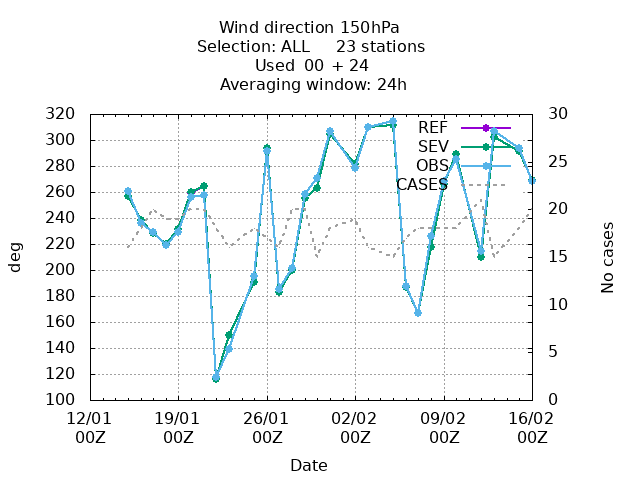 Wind direction 150hPa
Selection: ALL 23 stations
Used 00 + 24
Averaging window: 24h
320
300
280
260
240
220
200
180
160
140
120
100
deg
30
25
20
15
10
5
0
No cases
REF
SEV
OBS
CASES
12/01 19/01 26/01 02/02 09/02 16/02
00Z 00Z 00Z 00Z 00Z 00Z
Date